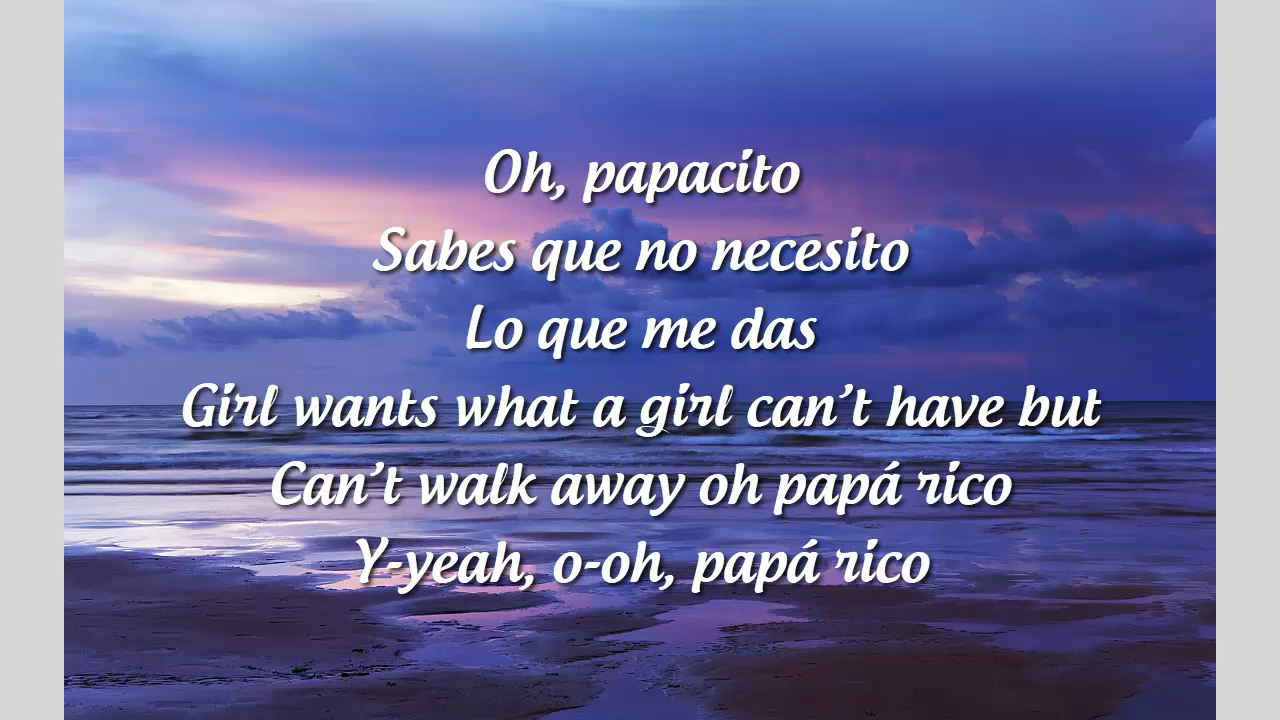 Oh, papacito
Sabes que no necesito
Lo que me das
Girl wants what a girl can’t have but
Can’t walk away oh papá rico
Y-yeah, o-oh, papá rico